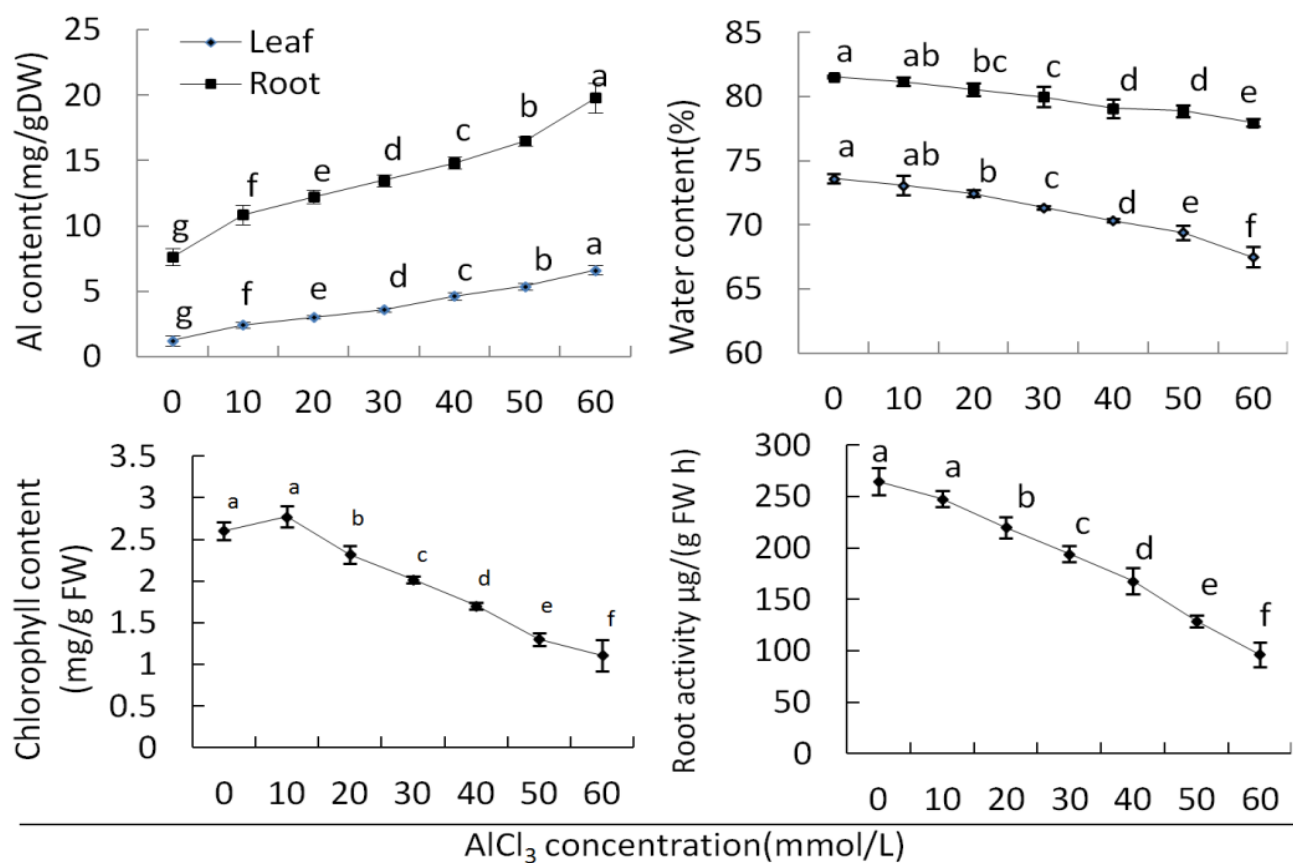 Al content(mg/gDW)
25
20
15
10
5
0
Leaf
Root
g f e d c b a
g f e d c b a
0 10 20 30 40 50 60
Water content(%)
85
80
75
70
65
60
a ab bc c d d e
a ab b c d e f
0 10 20 30 40 50 60
Chlorophyll content
(mg/g FW)
3.5
3
2.5
2
1.5
1
0.5
0
a a b c d e f
0 10 20 30 40 50 60
Root activity µg/(g FW h)
300
250
200
150
100
50
0
a a b c d e f
0 10 20 30 40 50 60
AlCl₃ concentration(mmol/L)